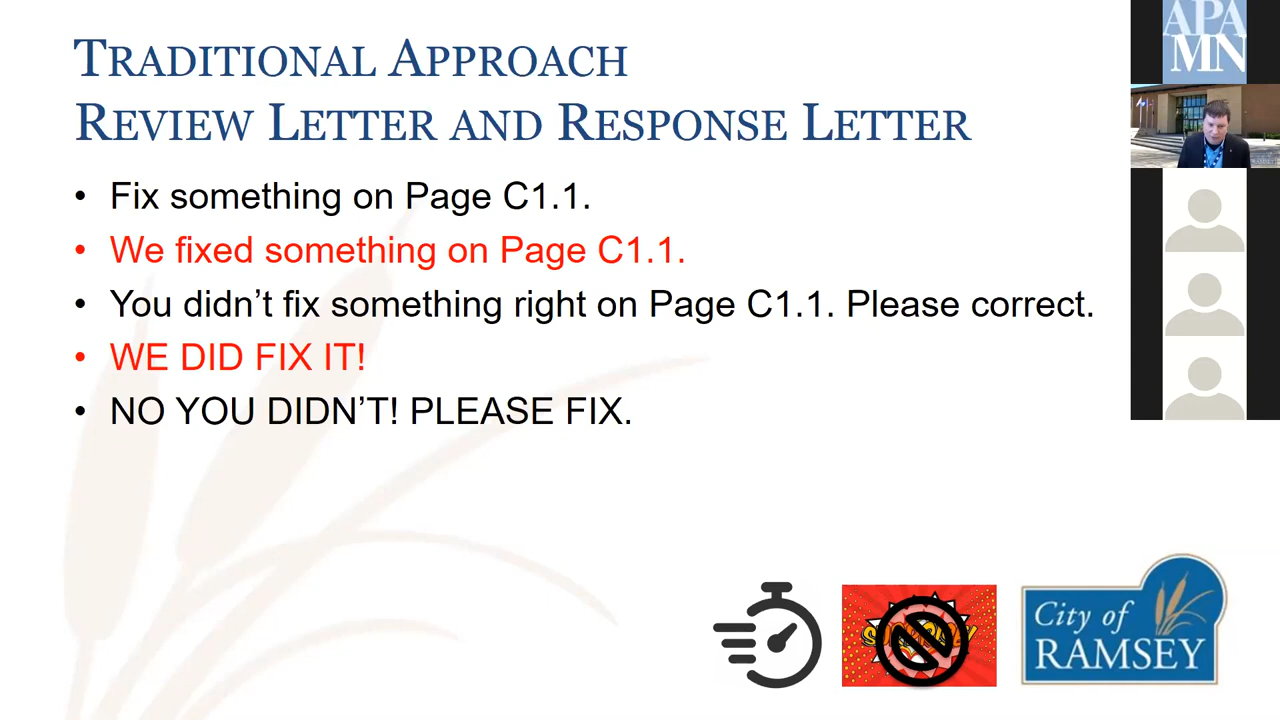 TRADITIONAL APPROACH
REVIEW LETTER AND RESPONSE LETTER
• Fix something on Page C1.1.
• We fixed something on Page C1.1.
• You didn’t fix something right on Page C1.1. Please correct.
• WE DID FIX IT!
• NO YOU DIDN’T! PLEASE FIX.
APA
MN
City of
RAMSEY